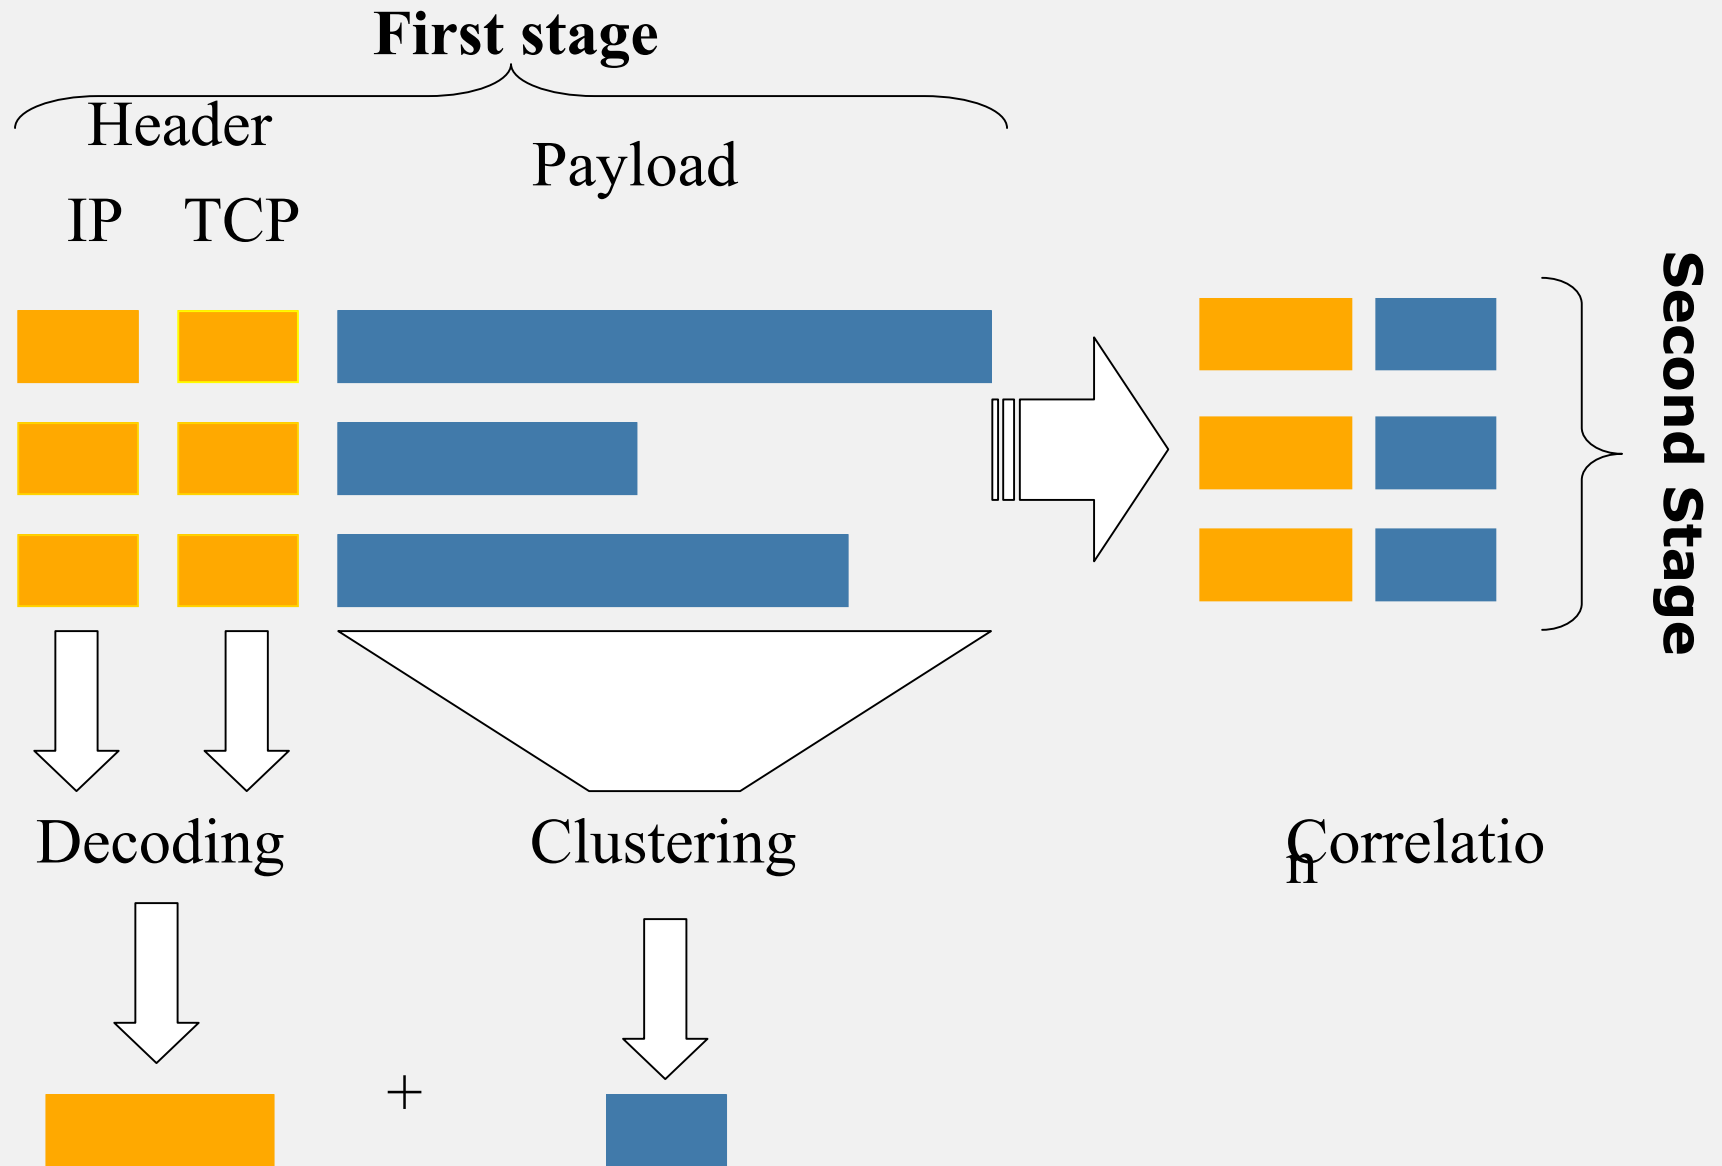 First stage
Header
Payload
IP TCP
Second Stage
Decoding
Clustering
Correlatio
n
+